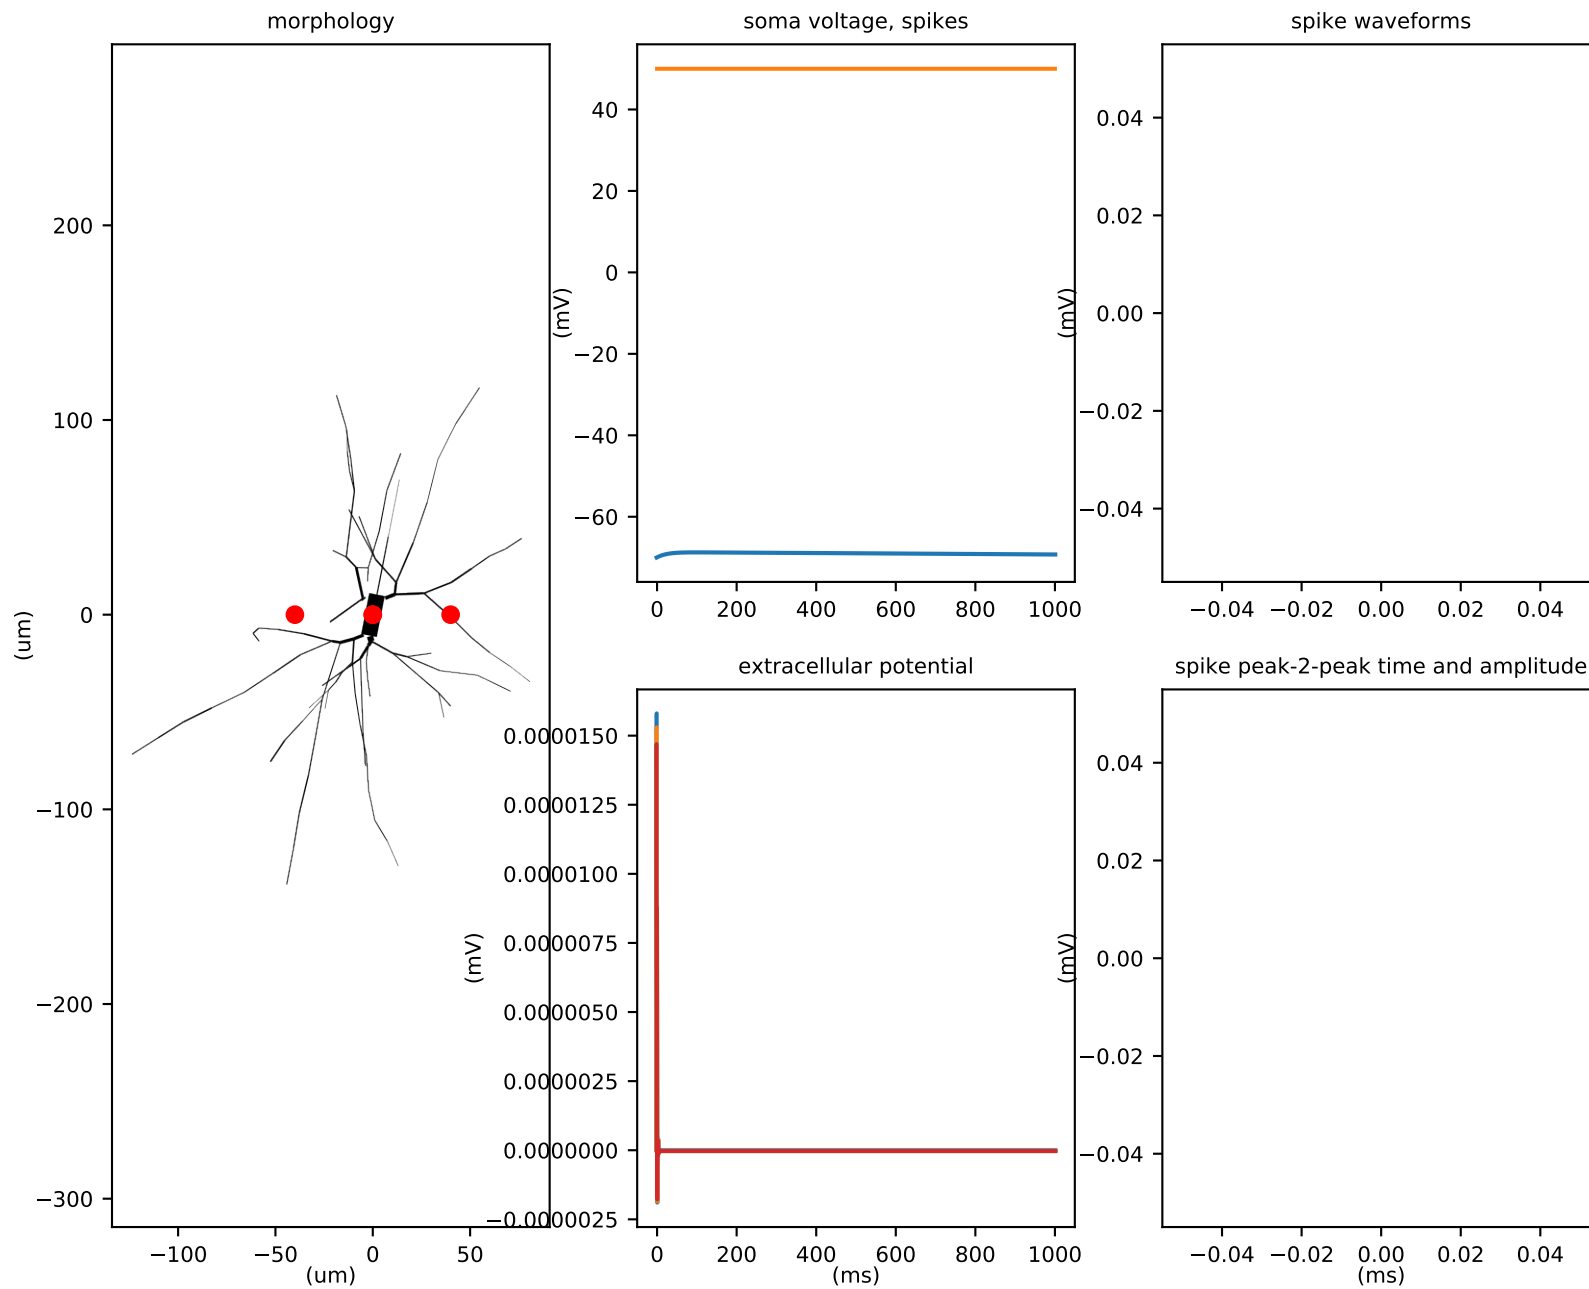 morphology
200
100
0
−100
−200
−300
(um)
−100 −50 0 50
(um)
soma voltage, spikes
40
20
0
−20
−40
−60
(mV)
0 200 400 600 800 1000
spike waveforms
0.04
0.02
0.00
−0.02
−0.04
(mV)
−0.04 −0.02 0.00 0.02 0.04
extracellular potential
0.0000150
0.0000125
0.0000100
0.0000075
0.0000050
0.0000025
0.0000000
−0.0000025
(mV)
0 200 400 600 800 1000
(ms)
spike peak-2-peak time and amplitude
0.04
0.02
0.00
−0.02
−0.04
(mV)
−0.04 −0.02 0.00 0.02 0.04
(ms)